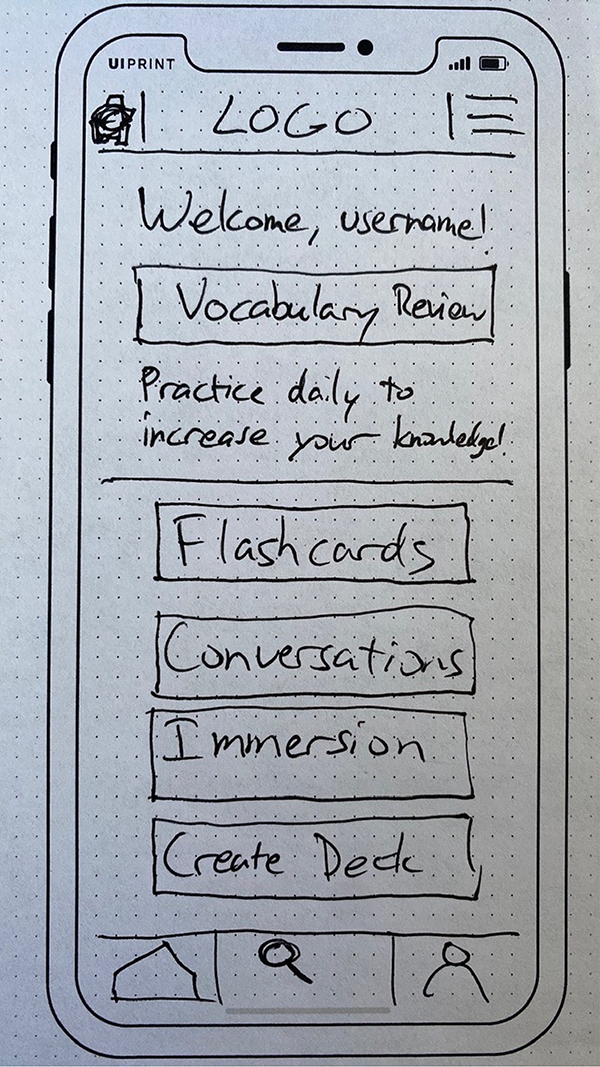 UIPRINT
LOGO
Welcome, username!
Vocabulary Review
Practice daily to
increase your knowledge!
Flashcards
Conversations
Immersion
Create Deck